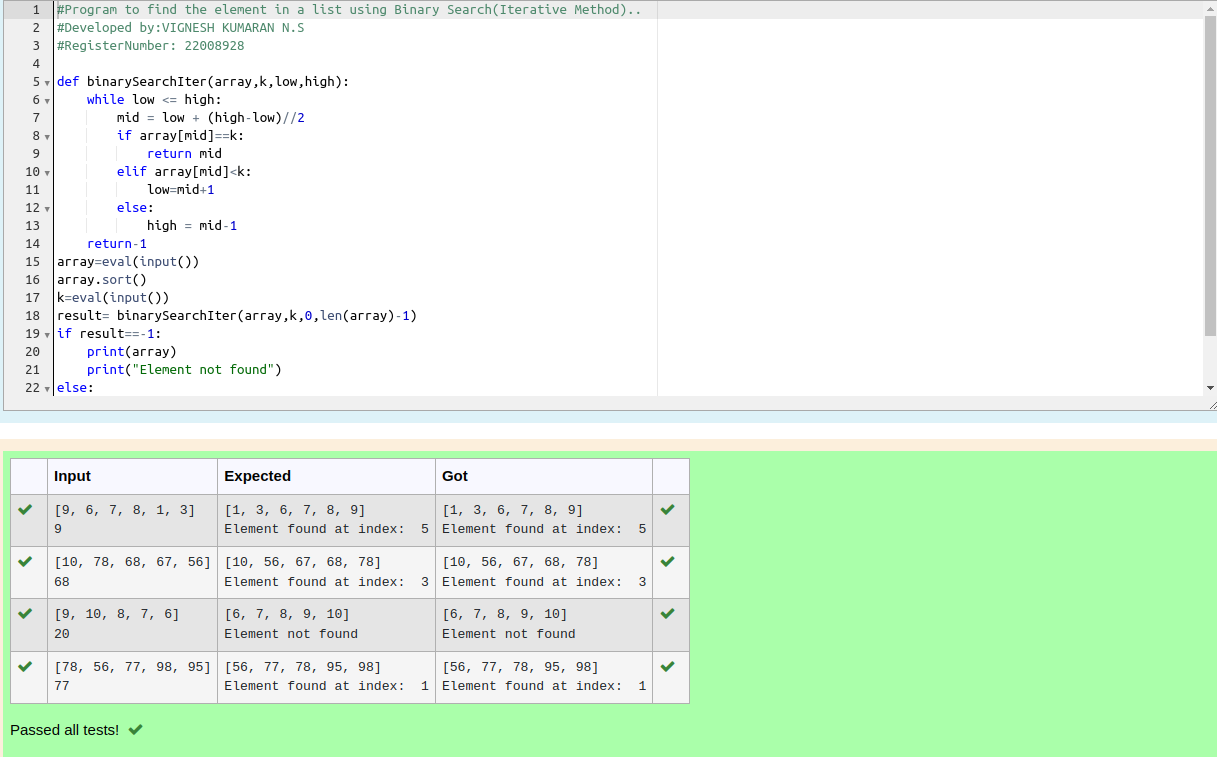 1 #Program to find the element in a list using Binary Search(Iterative Method)..
2 #Developed by:VIGNESH KUMARAN N.S
3 #RegisterNumber: 22008928
4
5 def binarySearchIter(array,k,low,high):
6     while low <= high:
7         mid = low + (high-low)//2
8         if array[mid]==k:
9             return mid
10         elif array[mid]<k:
11             low=mid+1
12         else:
13             high = mid-1
14     return-1
15 array=eval(input())
16 array.sort()
17 k=eval(input())
18 result= binarySearchIter(array,k,0,len(array)-1)
19 if result==-1:
20     print(array)
21     print("Element not found")
22 else:
Input Expected Got
[9, 6, 7, 8, 1, 3] [1, 3, 6, 7, 8, 9] [1, 3, 6, 7, 8, 9]
9 Element found at index:  5 Element found at index:  5
[10, 78, 68, 67, 56] [10, 56, 67, 68, 78] [10, 56, 67, 68, 78]
68 Element found at index:  3 Element found at index:  3
[9, 10, 8, 7, 6] [6, 7, 8, 9, 10] [6, 7, 8, 9, 10]
20 Element not found Element not found
[78, 56, 77, 98, 95] [56, 77, 78, 95, 98] [56, 77, 78, 95, 98]
77 Element found at index:  1 Element found at index:  1
Passed all tests!